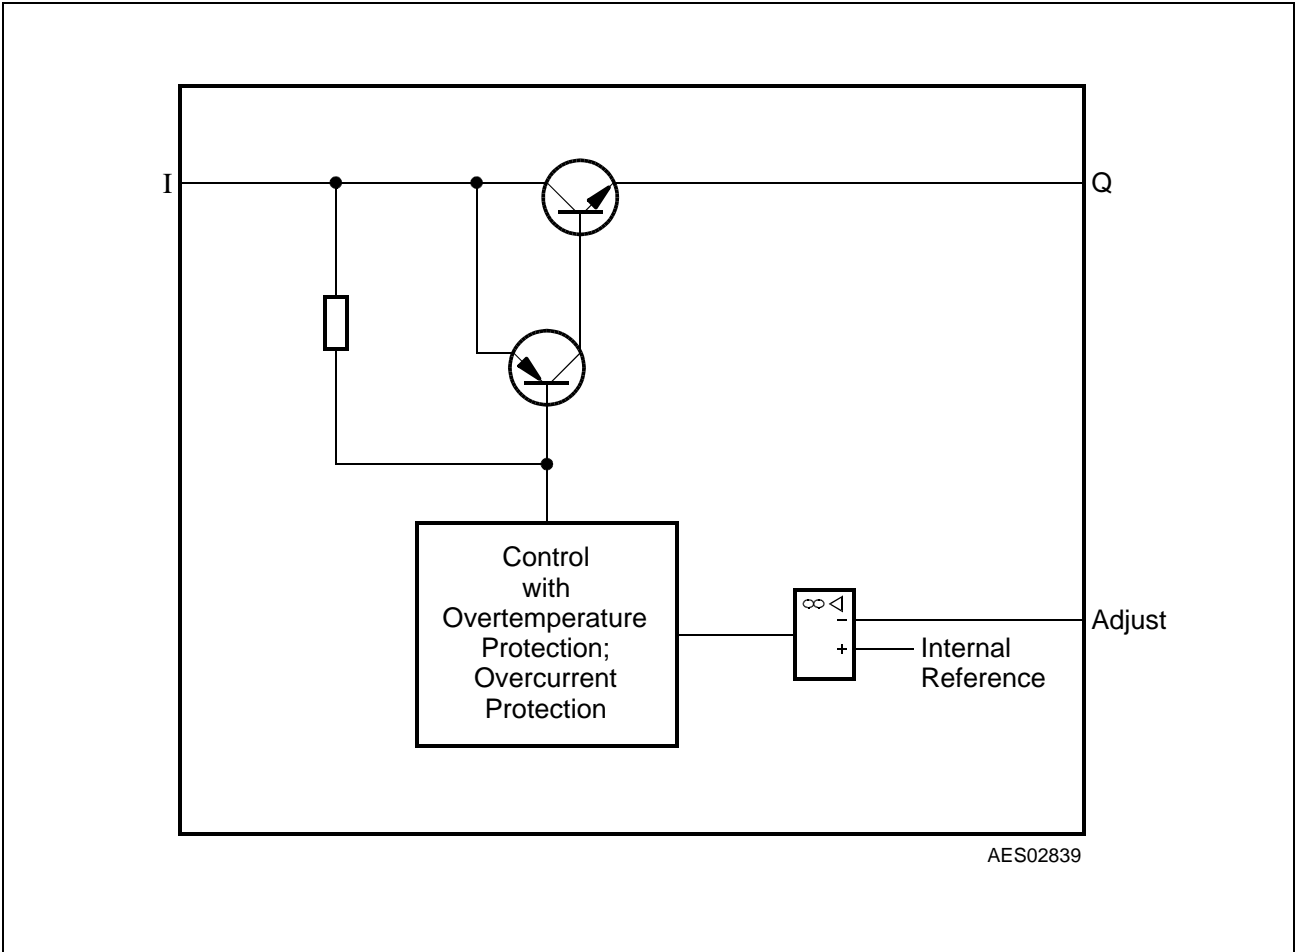 I
Q
Control
with
Overtemperature
Protection;
Overcurrent
Protection
∞ ◁
−
+
Adjust
Internal
Reference
AES02839